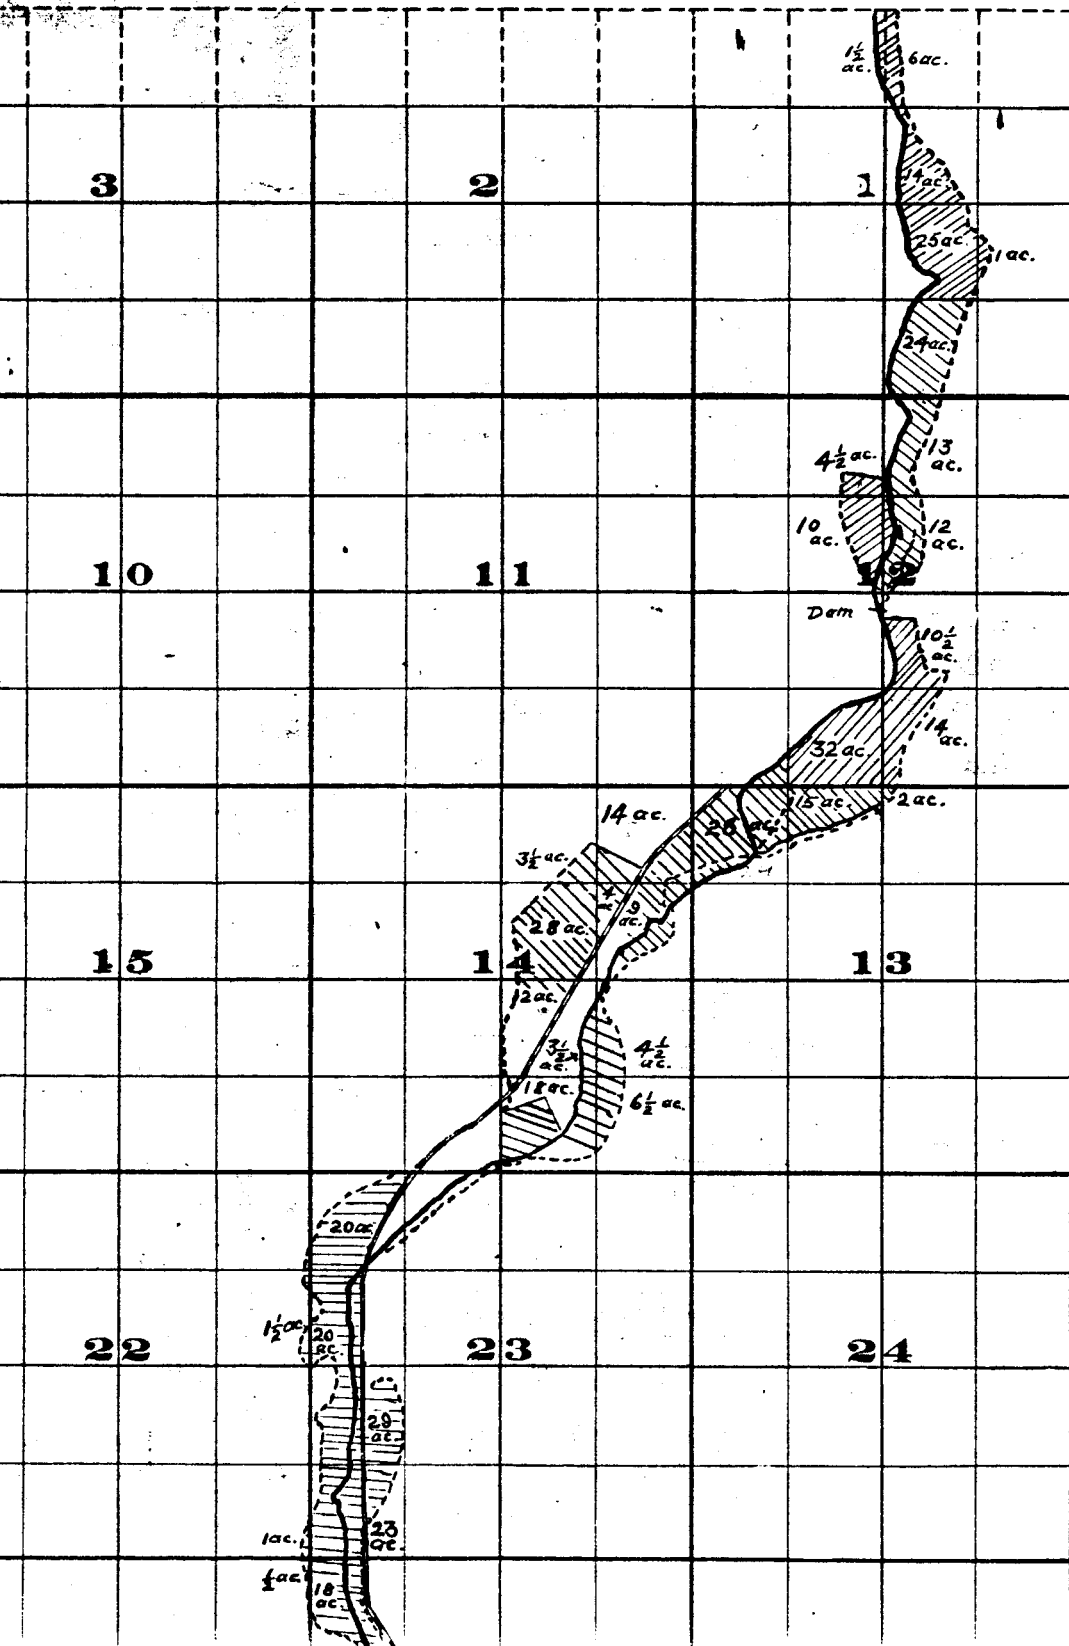 1½ ac.
6 ac.
3
2
1
14 ac.
25 ac.
1 ac.
24 ac.
13 ac.
4½ ac.
10 ac.
12 ac.
10
11
12
Dam
10½ ac.
14 ac.
32 ac.
15 ac.
2 ac.
26 ac.
14 ac.
3½ ac.
4
9 ac.
28 ac.
15
14
13
2 ac.
3½ ac.
4½ ac.
18 ac.
6½ ac.
20 ac
1½ ac.
20 ac.
22
23
24
29 ac.
1 ac.
23 ac.
½ ac.
18 ac.